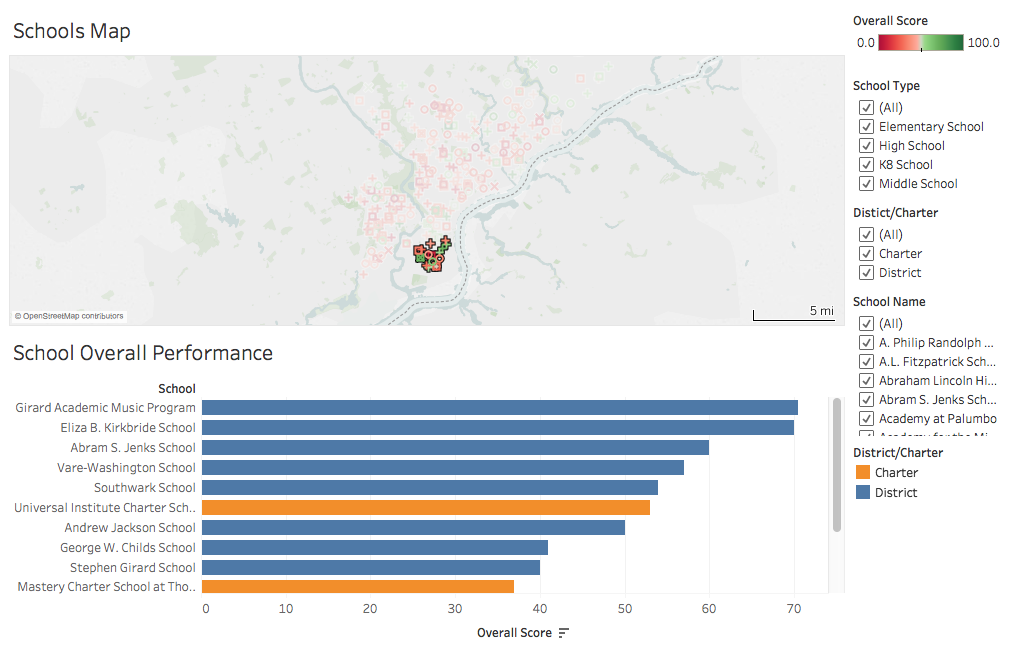 Schools Map
© OpenStreetMap contributors
5 mi
School Overall Performance
School
Girard Academic Music Program
Eliza B. Kirkbride School
Abram S. Jenks School
Vare-Washington School
Southwark School
Universal Institute Charter Sch..
Andrew Jackson School
George W. Childs School
Stephen Girard School
Mastery Charter School at Tho..
0 10 20 30 40 50 60 70
Overall Score
Overall Score
0.0 100.0
School Type
(All)
Elementary School
High School
K8 School
Middle School
Distict/Charter
(All)
Charter
District
School Name
(All)
A. Philip Randolph ...
A.L. Fitzpatrick Sch...
Abraham Lincoln Hi...
Abram S. Jenks Sch...
Academy at Palumbo
District/Charter
Charter
District